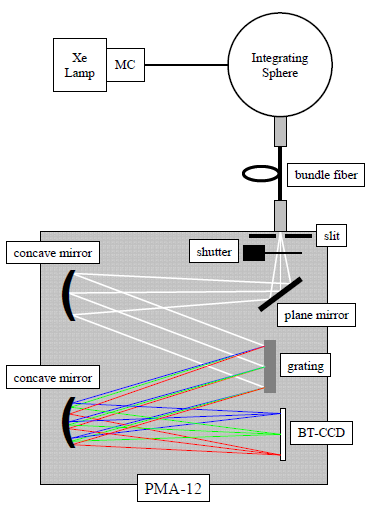 Xe
Lamp
MC
Integrating
Sphere
bundle fiber
slit
shutter
concave mirror
plane mirror
grating
concave mirror
BT-CCD
PMA-12